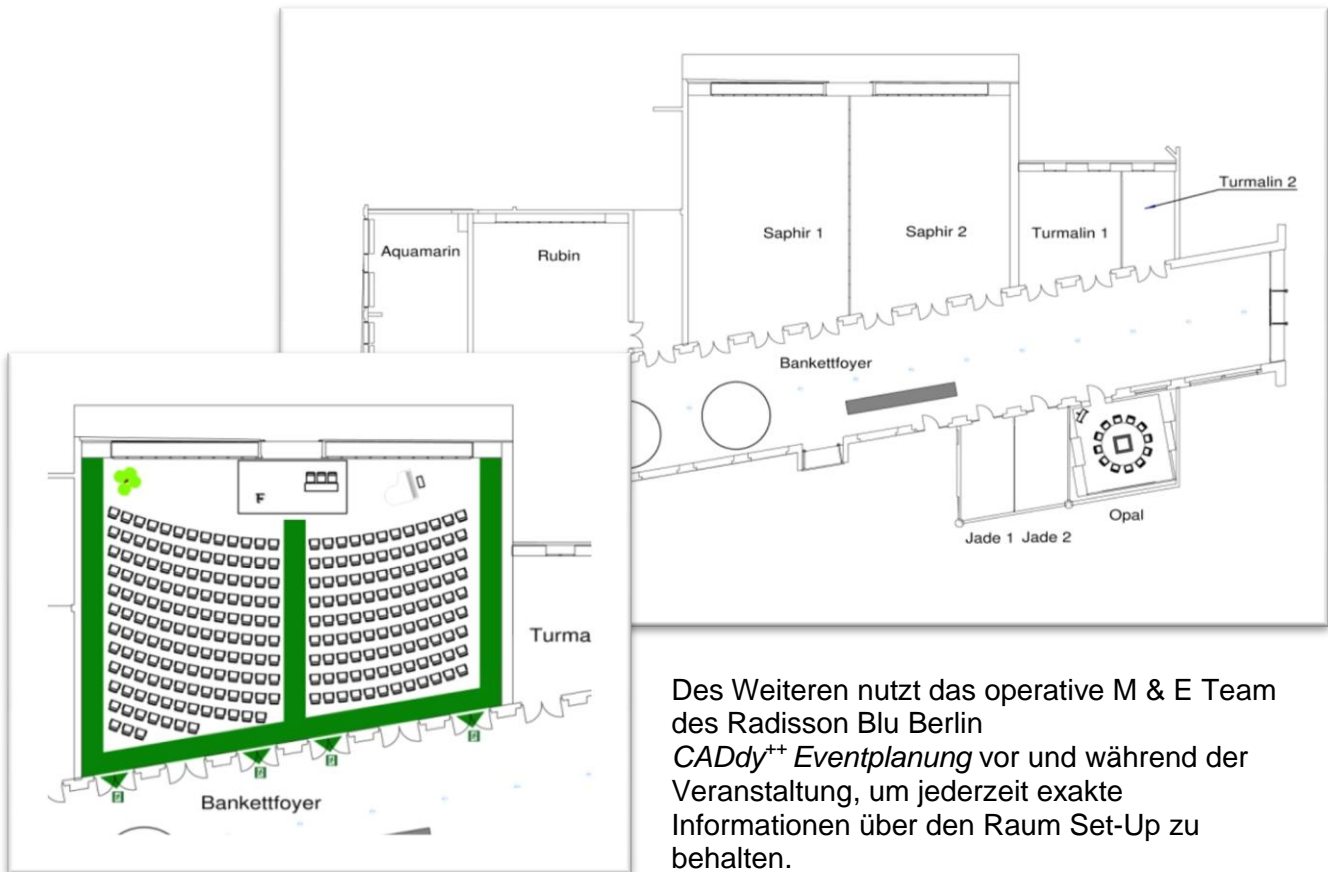 Turmalin 2
Saphir 1
Saphir 2
Turmalin 1
Aquamarin
Rubin
Bankettfoyer
Opal
Jade 1 Jade 2
F
Turma
Bankettfoyer
Des Weiteren nutzt das operative M & E Team
des Radisson Blu Berlin
CADdy++ Eventplanung vor und während der
Veranstaltung, um jederzeit exakte
Informationen über den Raum Set-Up zu
behalten.